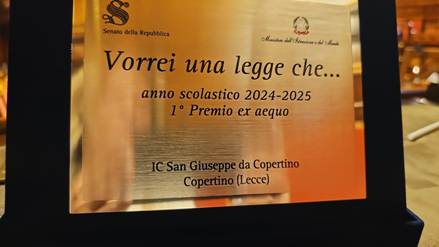 Senato della Repubblica
Ministero dell'Istruzione e del Merito
Vorrei una legge che...
anno scolastico 2024-2025
1° Premio ex aequo
IC San Giuseppe da Copertino
Copertino (Lecce)